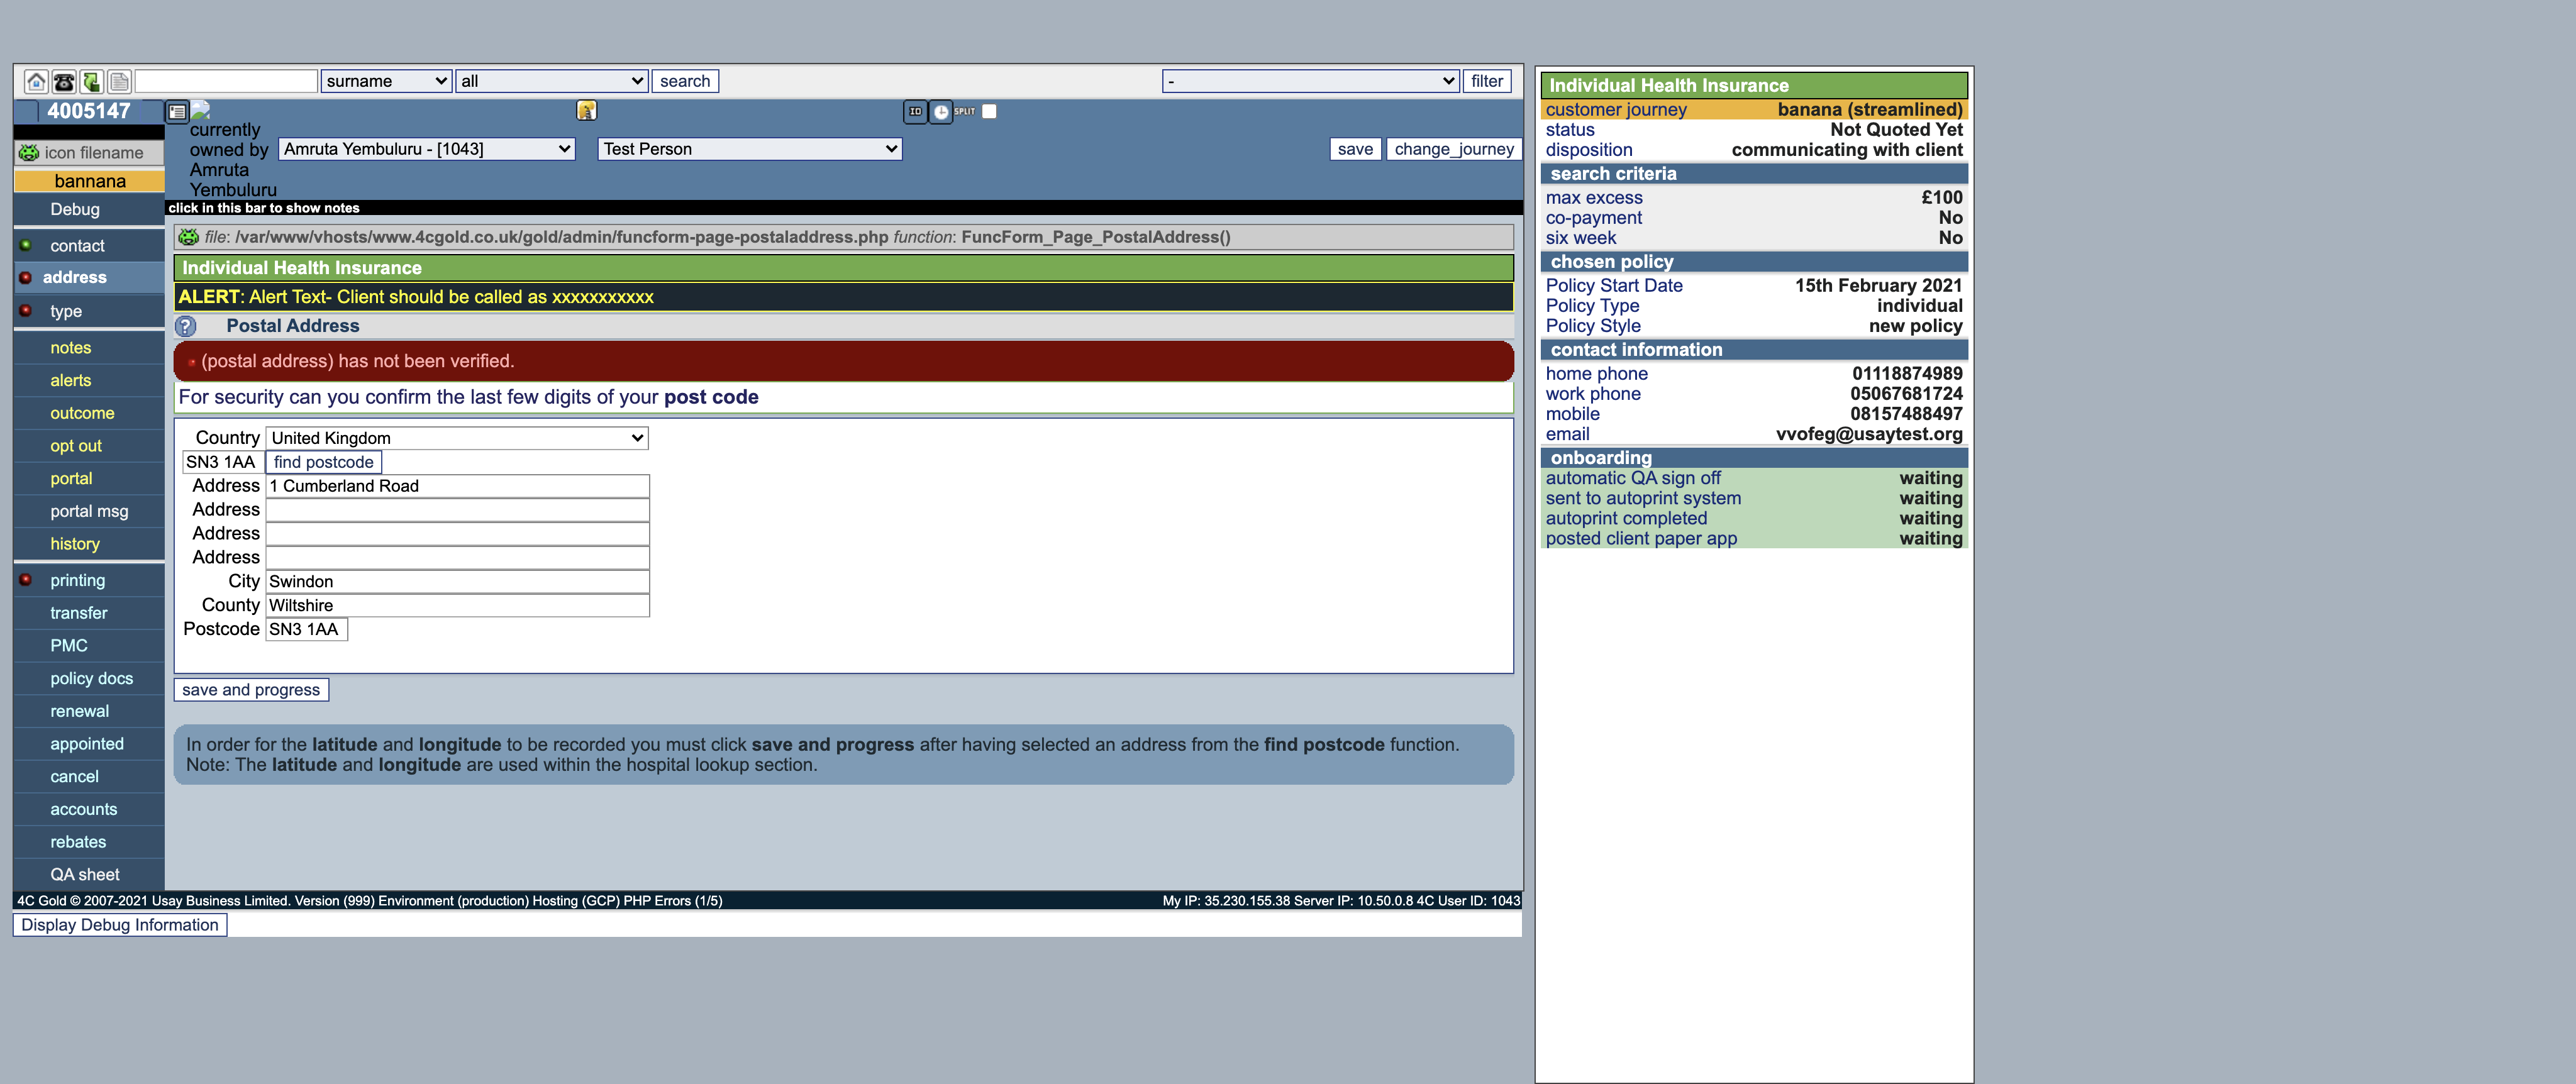 surname all search - filter
4005147
SPLIT
icon filename
bannana
currently
owned by
Amruta
Yembuluru
Amruta Yembuluru - [1043] Test Person save change_journey
click in this bar to show notes
Debug
contact
address
type
notes
alerts
outcome
opt out
portal
portal msg
history
printing
transfer
PMC
policy docs
renewal
appointed
cancel
accounts
rebates
QA sheet
file: /var/www/vhosts/www.4cgold.co.uk/gold/admin/funcform-page-postaladdress.php function: FuncForm_Page_PostalAddress()
Individual Health Insurance
ALERT: Alert Text- Client should be called as xxxxxxxxxxx
? Postal Address
(postal address) has not been verified.
For security can you confirm the last few digits of your post code
Country United Kingdom
SN3 1AA find postcode
Address 1 Cumberland Road
Address
Address
Address
City Swindon
County Wiltshire
Postcode SN3 1AA
save and progress
In order for the latitude and longitude to be recorded you must click save and progress after having selected an address from the find postcode function.
Note: The latitude and longitude are used within the hospital lookup section.
4C Gold © 2007-2021 Usay Business Limited. Version (999) Environment (production) Hosting (GCP) PHP Errors (1/5) My IP: 35.230.155.38 Server IP: 10.50.0.8 4C User ID: 1043
Display Debug Information
Individual Health Insurance
customer journey banana (streamlined)
status Not Quoted Yet
disposition communicating with client
search criteria
max excess £100
co-payment No
six week No
chosen policy
Policy Start Date 15th February 2021
Policy Type individual
Policy Style new policy
contact information
home phone 01118874989
work phone 05067681724
mobile 08157488497
email vvofeg@usaytest.org
onboarding
automatic QA sign off waiting
sent to autoprint system waiting
autoprint completed waiting
posted client paper app waiting